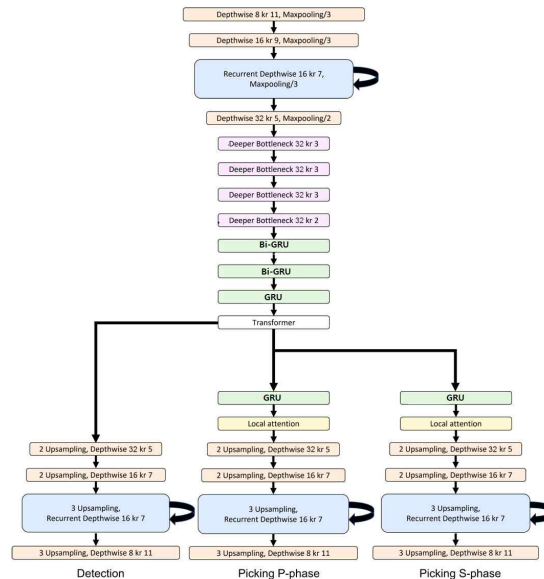 Depthwise 8 kr 11, Maxpooling/3
Depthwise 16 kr 9, Maxpooling/3
Recurrent Depthwise 16 kr 7,
Maxpooling/3
Depthwise 32 kr 5, Maxpooling/2
Deeper Bottleneck 32 kr 3
Deeper Bottleneck 32 kr 3
Deeper Bottleneck 32 kr 3
Deeper Bottleneck 32 kr 2
Bi-GRU
Bi-GRU
GRU
Transformer
GRU
GRU
Local attention
Local attention
2 Upsampling, Depthwise 32 kr 5
2 Upsampling, Depthwise 32 kr 5
2 Upsampling, Depthwise 32 kr 5
2 Upsampling, Depthwise 16 kr 7
2 Upsampling, Depthwise 16 kr 7
2 Upsampling, Depthwise 16 kr 7
3 Upsampling,
Recurrent Depthwise 16 kr 7
3 Upsampling,
Recurrent Depthwise 16 kr 7
3 Upsampling,
Recurrent Depthwise 16 kr 7
3 Upsampling, Depthwise 8 kr 11
3 Upsampling, Depthwise 8 kr 11
3 Upsampling, Depthwise 8 kr 11
Detection
Picking P-phase
Picking S-phase